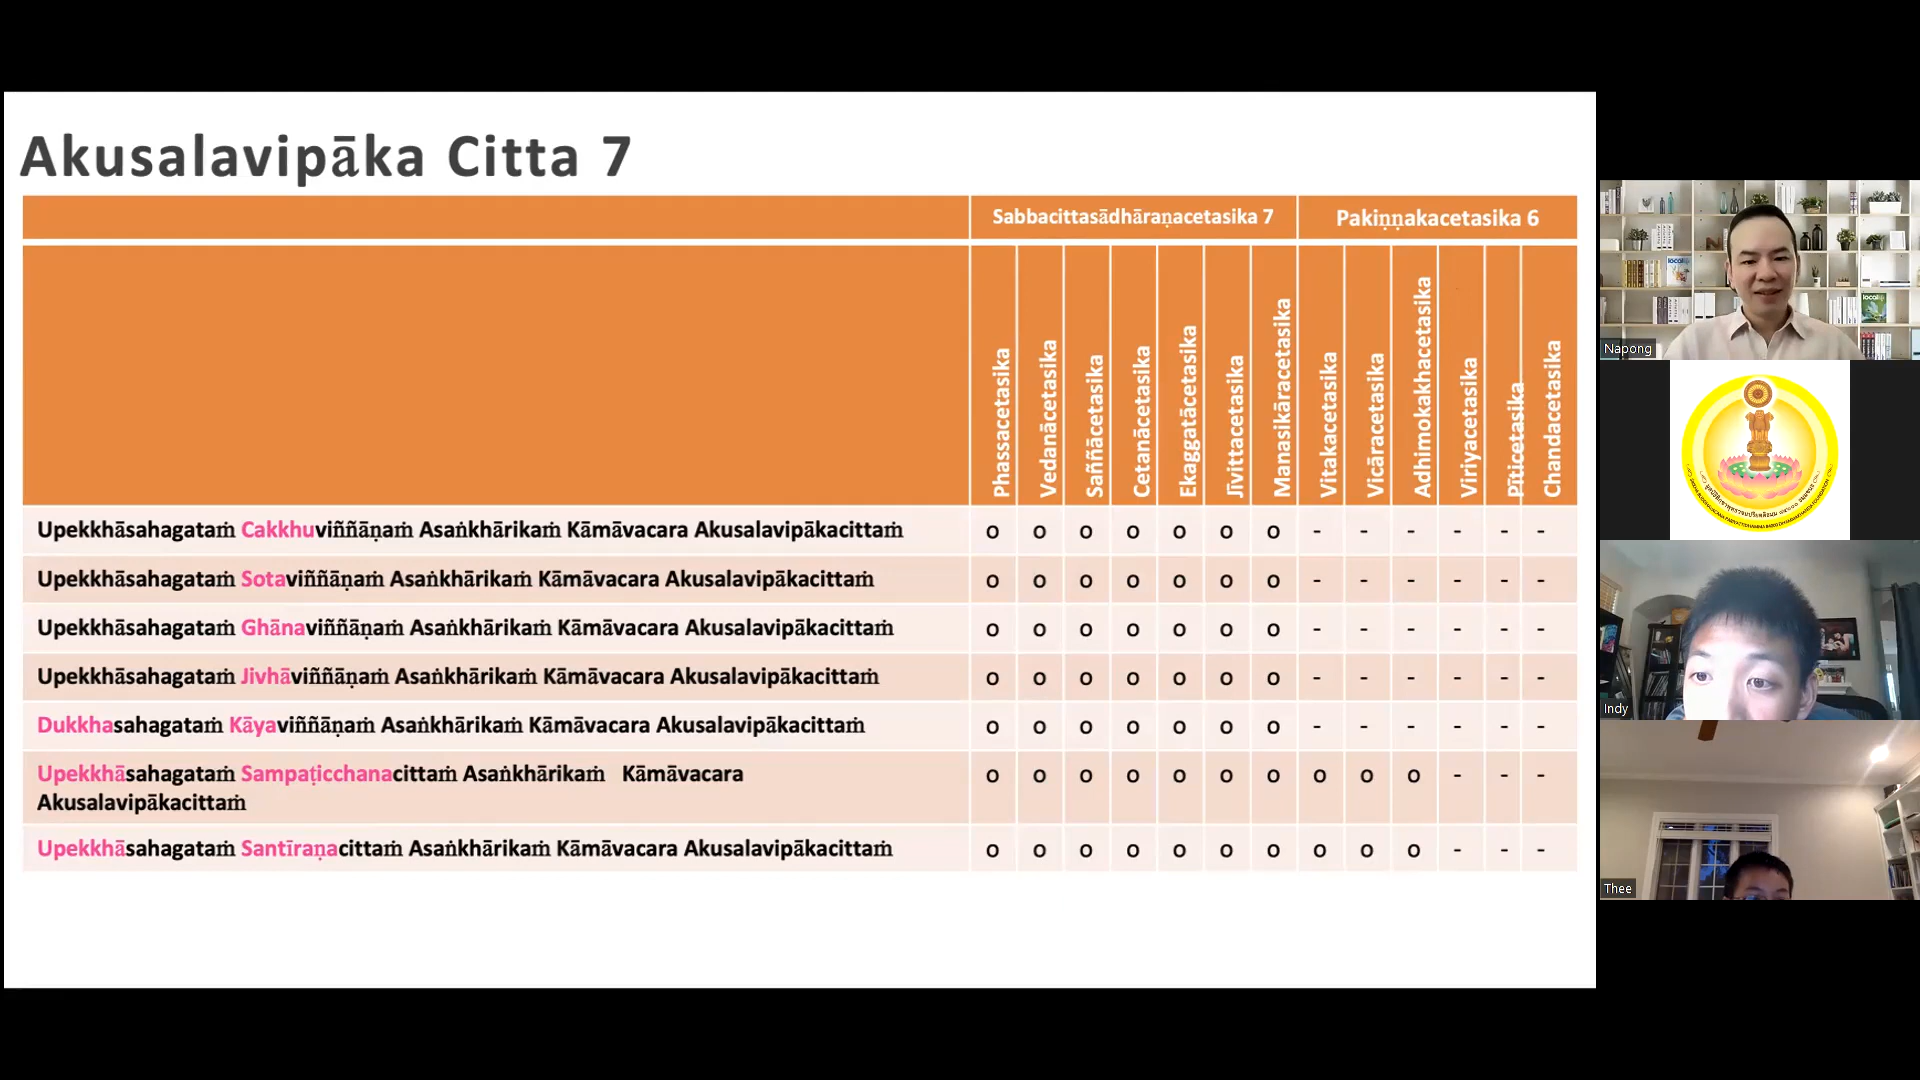 Akusalavipāka Citta 7
Sabbacittasādhāraṇacetasika 7
Pakiṇṇakacetasika 6
Phassacetasika
Vedanācetasika
Saññācetasika
Cetanācetasika
Ekaggatācetasika
Jīvittacetasika
Manasikāracetasika
Vitakacetasika
Vicāracetasika
Adhimokakhacetasika
Viriyacetasika
Pīticetasika
Chandacetasika
Upekkhāsahagataṁ Cakkhuviññāṇaṁ Asaṅkhārikaṁ Kāmāvacara Akusalavipākacittaṁ o o o o o o o - - - - - -
Upekkhāsahagataṁ Sotaviññāṇaṁ Asaṅkhārikaṁ Kāmāvacara Akusalavipākacittaṁ o o o o o o o - - - - - -
Upekkhāsahagataṁ Ghānaviññāṇaṁ Asaṅkhārikaṁ Kāmāvacara Akusalavipākacittaṁ o o o o o o o - - - - - -
Upekkhāsahagataṁ Jivhāviññāṇaṁ Asaṅkhārikaṁ Kāmāvacara Akusalavipākacittaṁ o o o o o o o - - - - - -
Dukkhasahagataṁ Kāyaviññāṇaṁ Asaṅkhārikaṁ Kāmāvacara Akusalavipākacittaṁ o o o o o o o - - - - - -
Upekkhāsahagataṁ Sampaṭicchanacittaṁ Asaṅkhārikaṁ Kāmāvacara o o o o o o o o o o - - -
Akusalavipākacittaṁ
Upekkhāsahagataṁ Santīraṇacittaṁ Asaṅkhārikaṁ Kāmāvacara Akusalavipākacittaṁ o o o o o o o o o o - - -
Napong
Indy
Thee